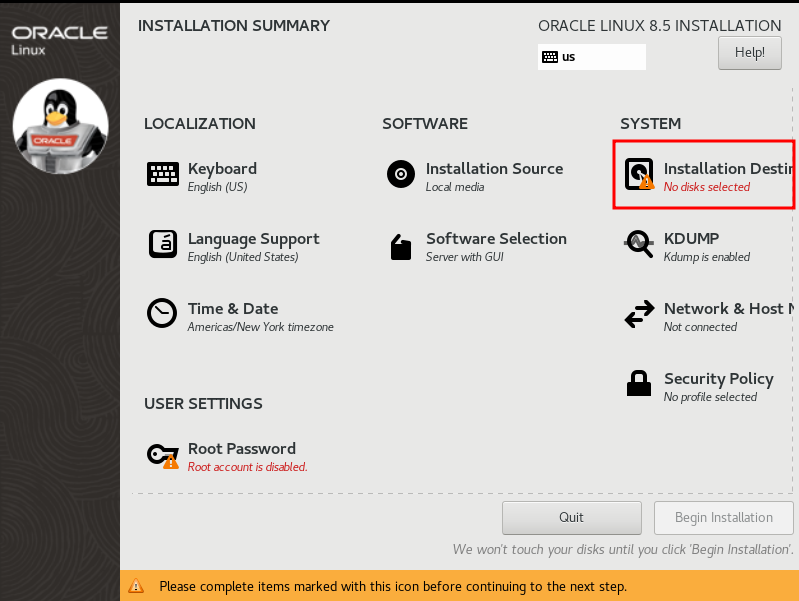 ORACLE
Linux
ORACLE
INSTALLATION SUMMARY
ORACLE LINUX 8.5 INSTALLATION
us
Help!
LOCALIZATION
Keyboard
English (US)
Language Support
English (United States)
Time & Date
Americas/New York timezone
SOFTWARE
Installation Source
Local media
Software Selection
Server with GUI
SYSTEM
Installation Destin
No disks selected
KDUMP
Kdump is enabled
Network & Host N
Not connected
Security Policy
No profile selected
USER SETTINGS
Root Password
Root account is disabled.
Quit
Begin Installation
We won't touch your disks until you click 'Begin Installation'.
Please complete items marked with this icon before continuing to the next step.